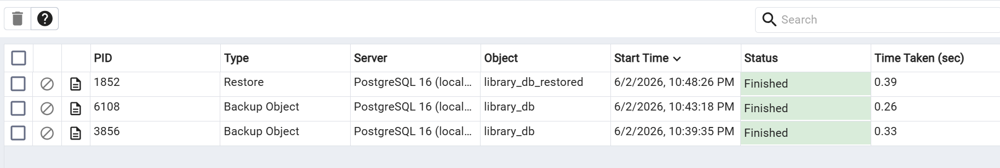 Search
PID Type Server Object Start Time Status Time Taken (sec)
1852 Restore PostgreSQL 16 (local... library_db_restored 6/2/2026, 10:48:26 PM Finished 0.39
6108 Backup Object PostgreSQL 16 (local... library_db 6/2/2026, 10:43:18 PM Finished 0.26
3856 Backup Object PostgreSQL 16 (local... library_db 6/2/2026, 10:39:35 PM Finished 0.33